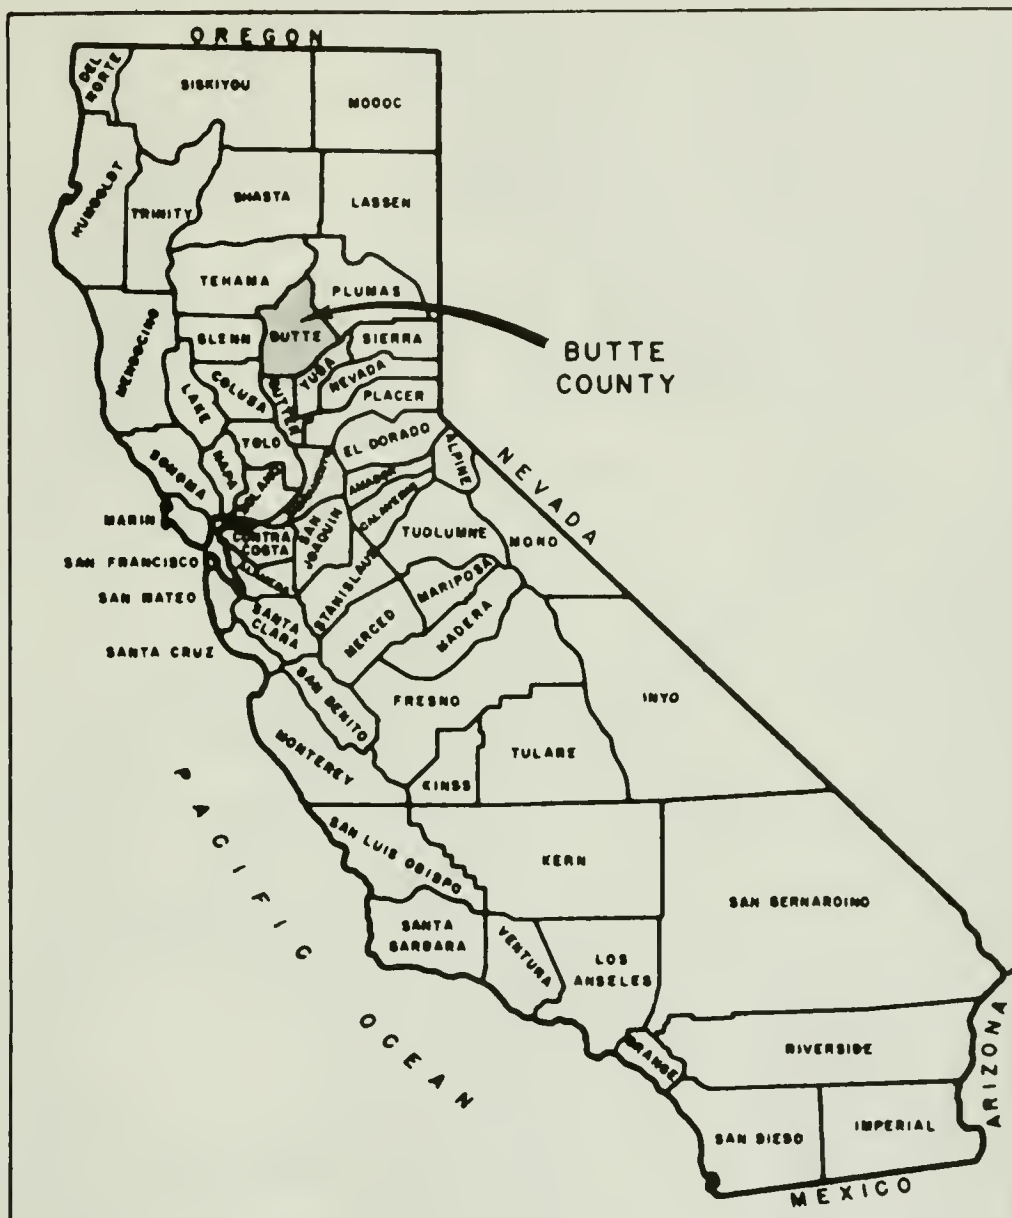 OREGON
DEL
NORTE
SISKIYOU
MODOC
HUMBOLDT
TRINITY
SHASTA
LASSEN
TEHAMA
PLUMAS
MENDOCINO
GLENN
BUTTE
SIERRA
BUTTE
COUNTY
LAKE
COLUSA
SUTTER
YUBA
NEVADA
PLACER
SONOMA
NAPA
YOLO
EL DORADO
ALPINE
NEVADA
SOLANO
SACRAMENTO
AMADOR
CALAVERAS
MARIN
CONTRA
COSTA
SAN
JOAQUIN
TUOLUMNE
MONO
SAN FRANCISCO
ALAMEDA
STANISLAUS
MARIPOSA
SAN MATEO
SANTA
CLARA
MERCED
MADERA
SANTA CRUZ
SAN BENITO
FRESNO
INYO
MONTEREY
KINGS
TULARE
PACIFIC OCEAN
SAN LUIS OBISPO
KERN
SAN BERNARDINO
SANTA
BARBARA
VENTURA
LOS
ANGELES
ORANGE
RIVERSIDE
ARIZONA
SAN DIEGO
IMPERIAL
MEXICO